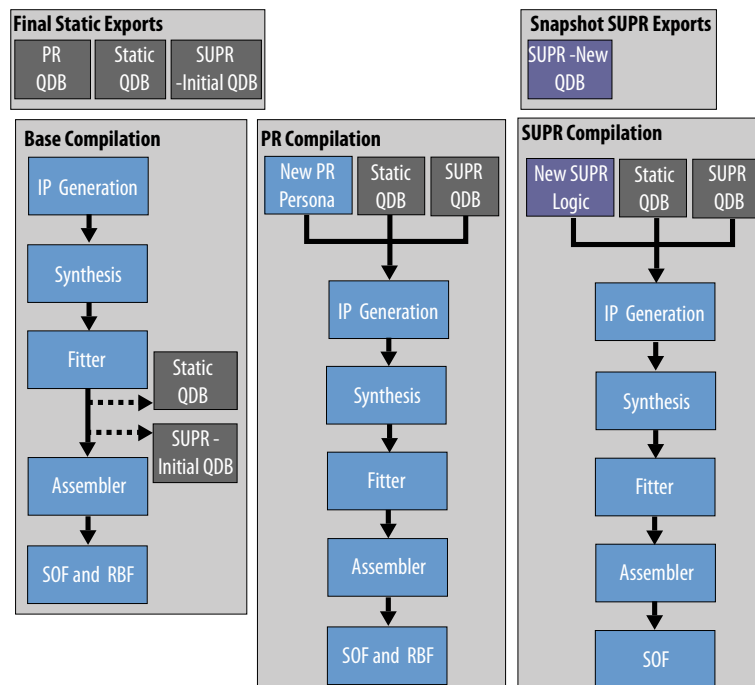 Final Static Exports
PR
QDB
Static
QDB
SUPR
-Initial QDB
Snapshot SUPR Exports
SUPR -New
QDB
Base Compilation
IP Generation
Synthesis
Fitter
Static
QDB
SUPR -
Initial QDB
Assembler
SOF and RBF
PR Compilation
New PR
Persona
Static
QDB
SUPR
QDB
IP Generation
Synthesis
Fitter
Assembler
SOF and RBF
SUPR Compilation
New SUPR
Logic
Static
QDB
SUPR
QDB
IP Generation
Synthesis
Fitter
Assembler
SOF